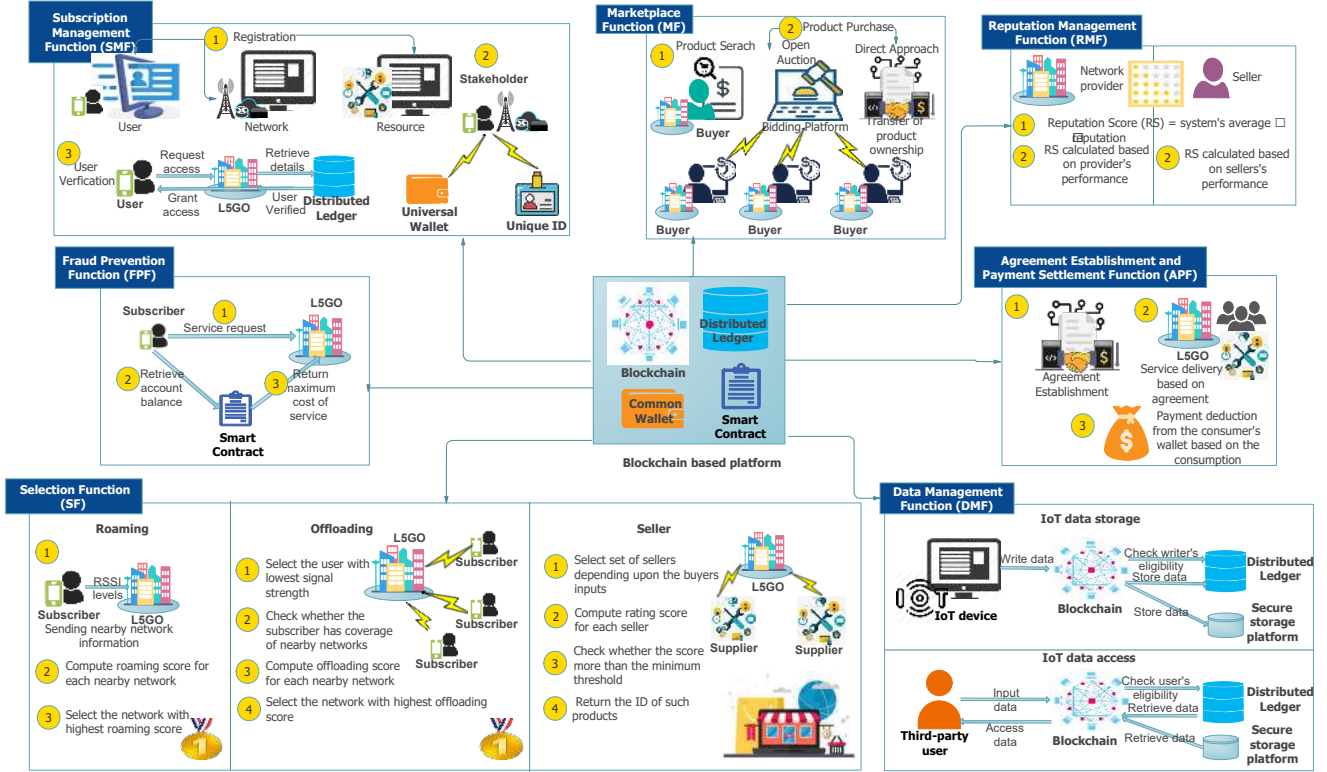 Subscription
Management
Function (SMF)
1
Registration
2
Stakeholder
User
Network
Resource
3
User
Verfication
Request
access
Retrieve
details
User
Grant
access
L5GO
User
Verified
Distributed
Ledger
Universal
Wallet
Unique ID
Marketplace
Function (MF)
1
Product Serach
2
Product Purchase
Open
Auction
Direct Approach
Buyer
Bidding Platform
Transfer of
product
ownership
Buyer
Buyer
Buyer
Reputation Management
Function (RMF)
Network
provider
Seller
1
Reputation Score (RS) = system's average □
reputation
2
RS calculated based
on provider's
performance
2
RS calculated based
on sellers's
performance
Fraud Prevention
Function (FPF)
Subscriber
1
Service request
L5GO
2
Retrieve
account
balance
3
Return
maximum
cost of
service
Smart
Contract
Blockchain
Distributed
Ledger
Common
Wallet
Smart
Contract
Blockchain based platform
Agreement Establishment and
Payment Settlement Function (APF)
1
Agreement
Establishment
2
L5GO
Service delivery
based on
agreement
3
Payment deduction
from the consumer's
wallet based on the
consumption
Selection Function
(SF)
Roaming
1
RSSI
levels
Subscriber
L5GO
Sending nearby network
information
2
Compute roaming score for
each nearby network
3
Select the network with
highest roaming score
1
Offloading
L5GO
Subscriber
Subscriber
Subscriber
1
Select the user with
lowest signal
strength
2
Check whether the
subscriber has coverage
of nearby networks
3
Compute offloading score
for each nearby network
4
Select the network with highest offloading
score
1
Seller
1
Select set of sellers
depending upon the buyers
inputs
2
Compute rating score
for each seller
3
Check whether the score
more than the minimum
threshold
4
Return the ID of such
products
L5GO
Supplier
Supplier
Data Management
Function (DMF)
IoT data storage
Write data
IoT
IoT device
Blockchain
Check writer's
eligibility
Store data
Store data
Distributed
Ledger
Secure
storage
platform
IoT data access
Third-party
user
Input
data
Access
data
Blockchain
Check user's
eligibility
Retrieve data
Retrieve data
Distributed
Ledger
Secure
storage
platform